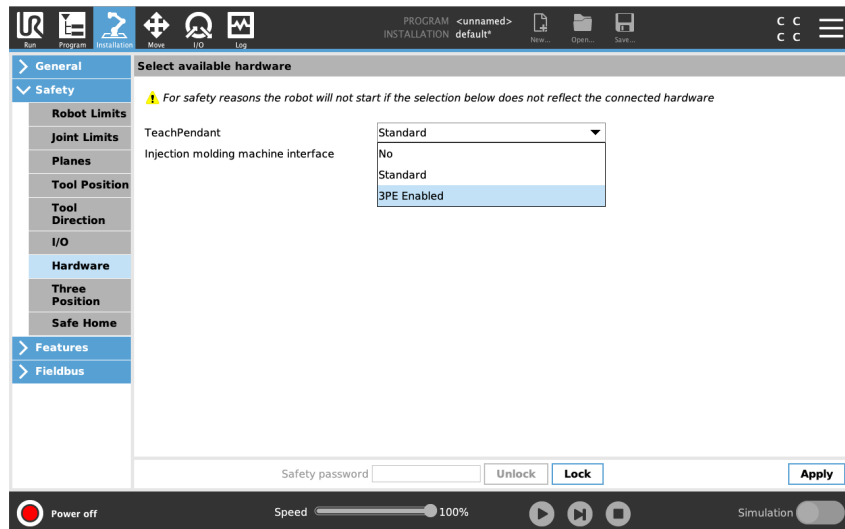 UR
Run
Program
Installation
Move
I/O
Log
PROGRAM <unnamed>
INSTALLATION default*
New...
Open...
Save...
C C
C C
General
Safety
Robot Limits
Joint Limits
Planes
Tool Position
Tool
Direction
I/O
Hardware
Three
Position
Safe Home
Features
Fieldbus
Select available hardware
For safety reasons the robot will not start if the selection below does not reflect the connected hardware
TeachPendant Standard
Injection molding machine interface No
Standard
3PE Enabled
Safety password Unlock Lock Apply
Power off Speed 100% Simulation